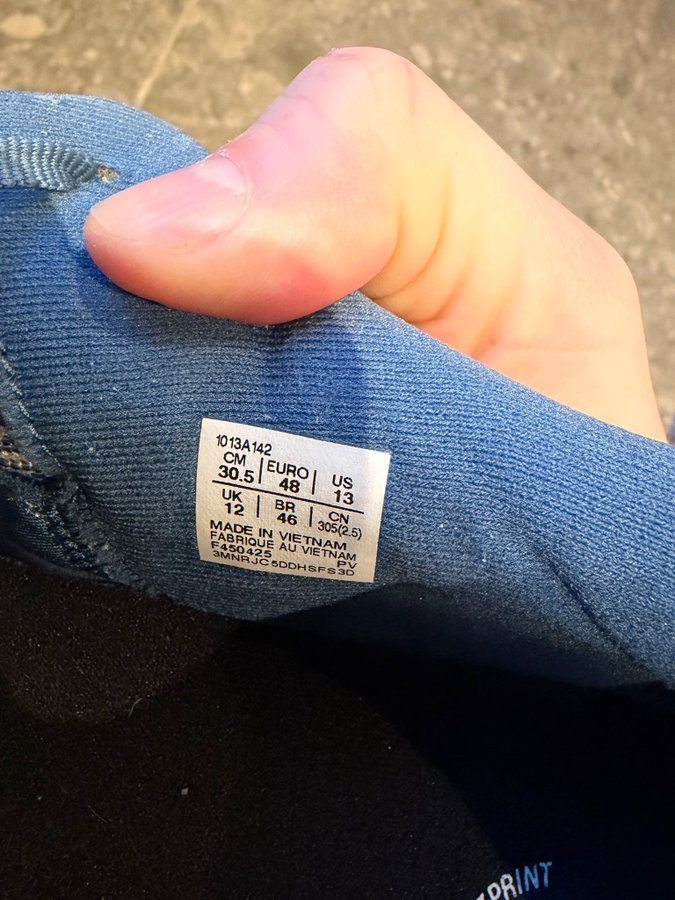 1013A142
CM 30.5 | EURO 48 | US 13
UK 12 | BR 46 | CN 305(2.5)
MADE IN VIETNAM
FABRIQUE AU VIETNAM
F450425 PV
3MNRJC5DDHSFS3D
PRINT